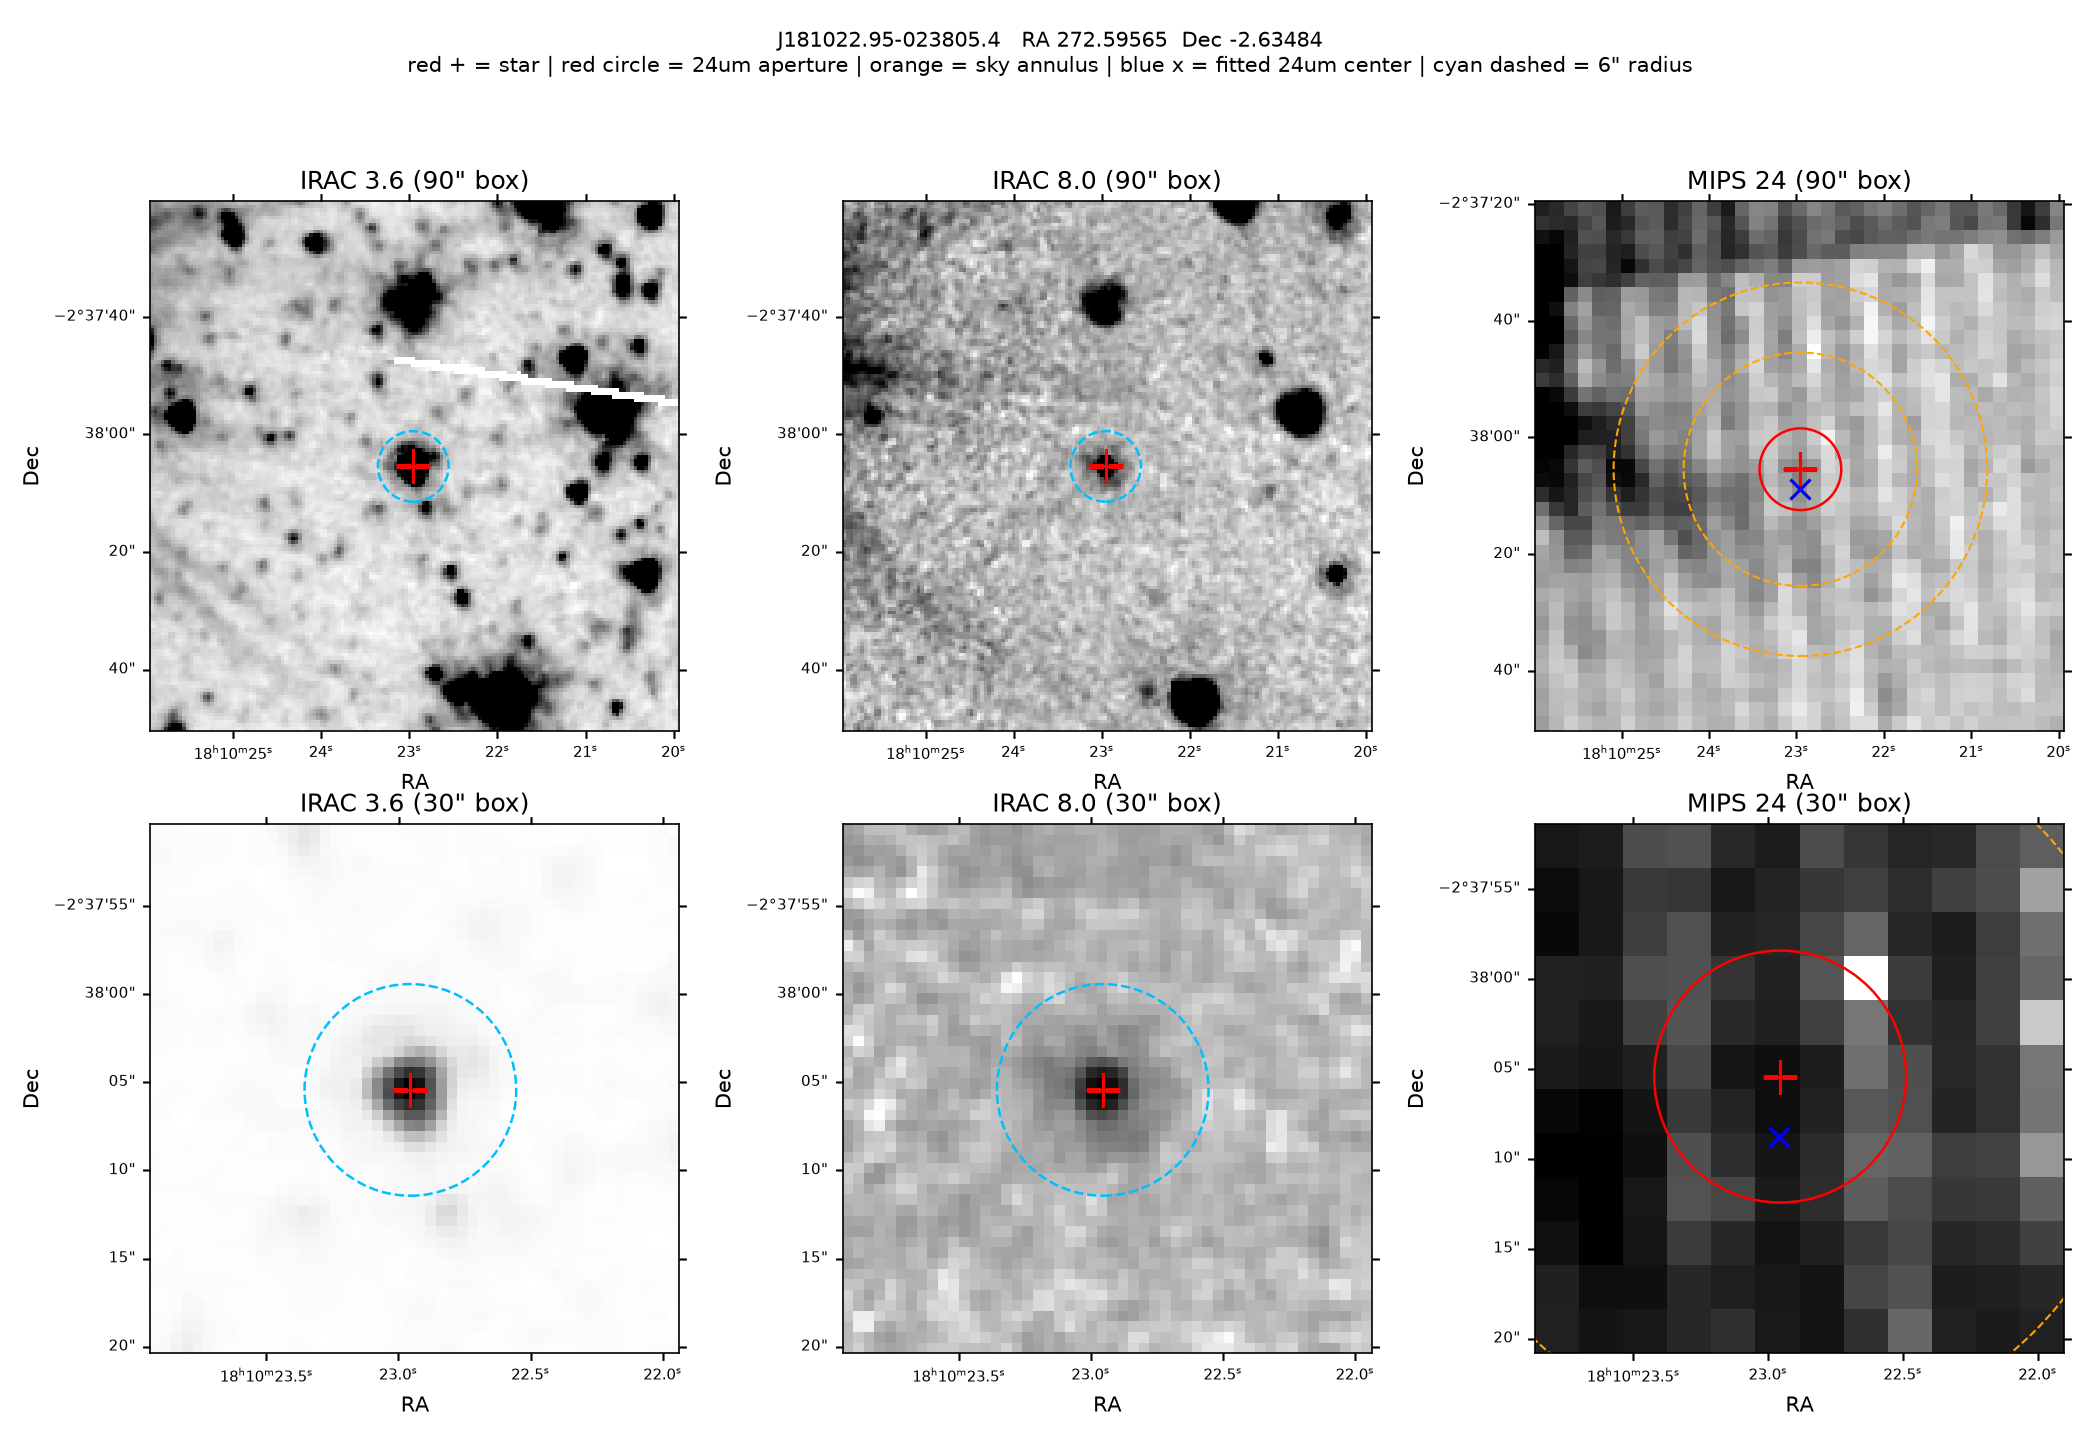 J181022.95-023805.4   RA 272.59565  Dec -2.63484
red + = star | red circle = 24um aperture | orange = sky annulus | blue x = fitted 24um center | cyan dashed = 6" radius
IRAC 3.6 (90" box)
Dec
−2°37'40"
38'00"
20"
40"
18ʰ10ᵐ25ˢ 24ˢ 23ˢ 22ˢ 21ˢ 20ˢ
RA
IRAC 8.0 (90" box)
Dec
−2°37'40"
38'00"
20"
40"
18ʰ10ᵐ25ˢ 24ˢ 23ˢ 22ˢ 21ˢ 20ˢ
RA
MIPS 24 (90" box)
Dec
−2°37'20"
40"
38'00"
20"
40"
18ʰ10ᵐ25ˢ 24ˢ 23ˢ 22ˢ 21ˢ 20ˢ
RA
IRAC 3.6 (30" box)
Dec
−2°37'55"
38'00"
05"
10"
15"
20"
18ʰ10ᵐ23.5ˢ 23.0ˢ 22.5ˢ 22.0ˢ
RA
IRAC 8.0 (30" box)
Dec
−2°37'55"
38'00"
05"
10"
15"
20"
18ʰ10ᵐ23.5ˢ 23.0ˢ 22.5ˢ 22.0ˢ
RA
MIPS 24 (30" box)
Dec
−2°37'55"
38'00"
05"
10"
15"
20"
18ʰ10ᵐ23.5ˢ 23.0ˢ 22.5ˢ 22.0ˢ
RA